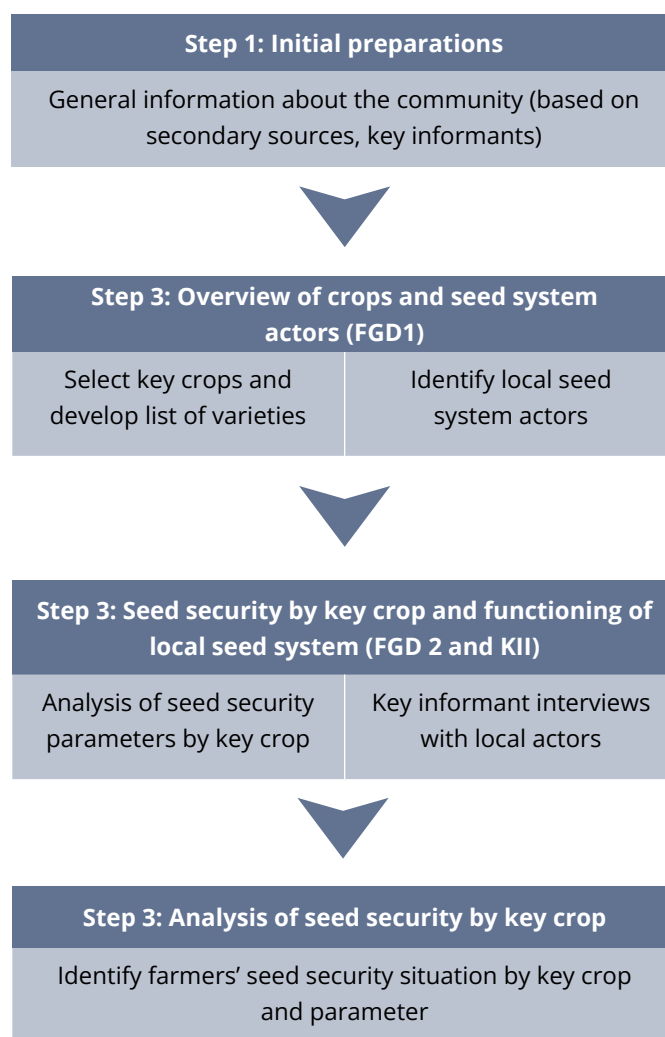 Step 1: Initial preparations
General information about the community (based on
secondary sources, key informants)
Step 3: Overview of crops and seed system
actors (FGD1)
Select key crops and
develop list of varieties
Identify local seed
system actors
Step 3: Seed security by key crop and functioning of
local seed system (FGD 2 and KII)
Analysis of seed security
parameters by key crop
Key informant interviews
with local actors
Step 3: Analysis of seed security by key crop
Identify farmers’ seed security situation by key crop
and parameter